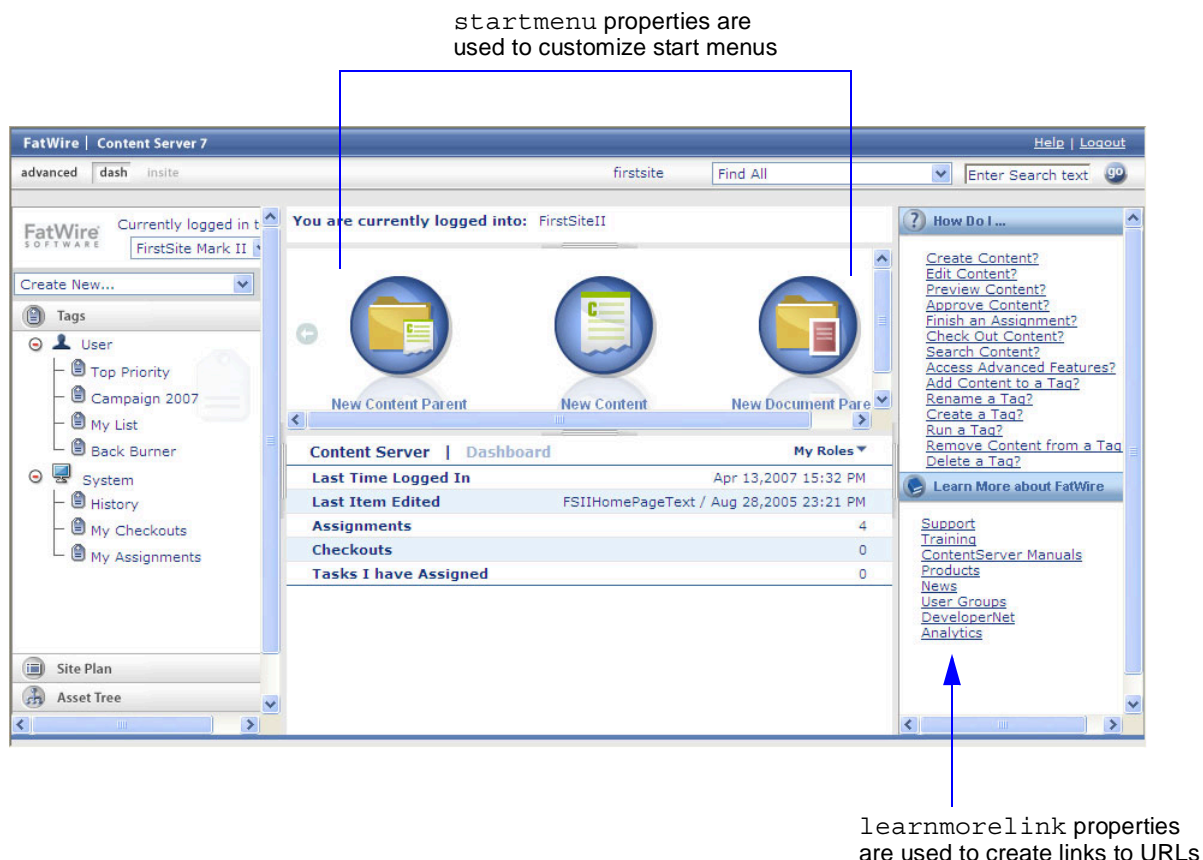 startmenu properties are
used to customize start menus
FatWire | Content Server 7
Help | Logout
advanced dash insite
firstsite
Find All
Enter Search text
go
FatWire
SOFTWARE
Currently logged in t
FirstSite Mark II
Create New...
Tags
User
Top Priority
Campaign 2007
My List
Back Burner
System
History
My Checkouts
My Assignments
Site Plan
Asset Tree
You are currently logged into: FirstSiteII
New Content Parent
New Content
New Document Pare
Content Server | Dashboard
My Roles
Last Time Logged In Apr 13,2007 15:32 PM
Last Item Edited FSIIHomePageText / Aug 28,2005 23:21 PM
Assignments 4
Checkouts 0
Tasks I have Assigned 0
? How Do I ...
Create Content?
Edit Content?
Preview Content?
Approve Content?
Finish an Assignment?
Check Out Content?
Search Content?
Access Advanced Features?
Add Content to a Tag?
Rename a Tag?
Create a Tag?
Run a Tag?
Remove Content from a Tag
Delete a Tag?
Learn More about FatWire
Support
Training
ContentServer Manuals
Products
News
User Groups
DeveloperNet
Analytics
learnmorelink properties
are used to create links to URLs